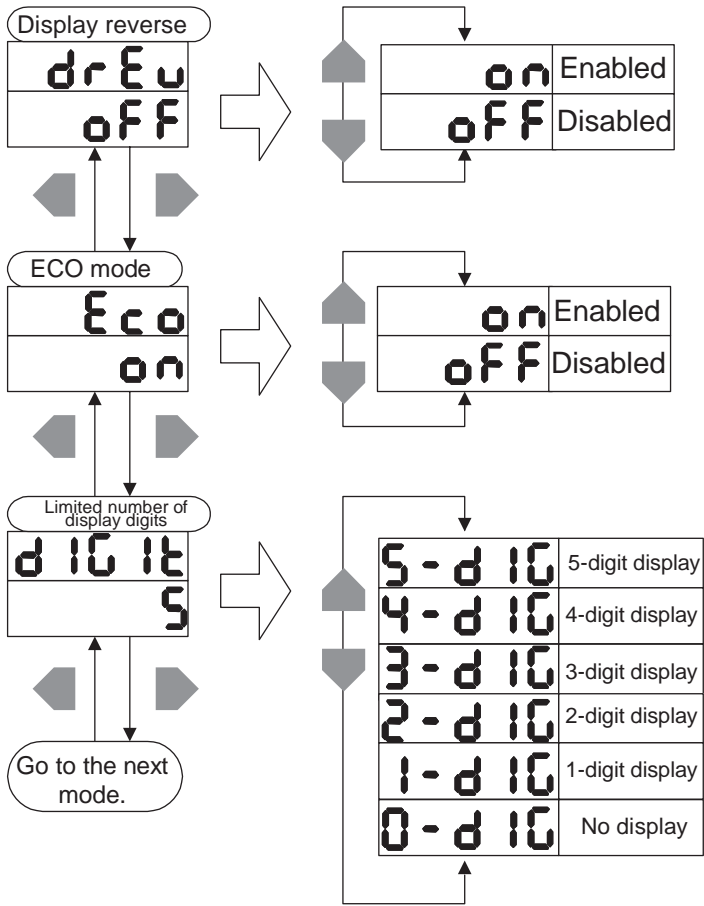 Display reverse
drEv
oFF
on Enabled
oFF Disabled
ECO mode
Eco
on
on Enabled
oFF Disabled
Limited number of
display digits
dIGIt
5
5-dIG 5-digit display
4-dIG 4-digit display
3-dIG 3-digit display
2-dIG 2-digit display
1-dIG 1-digit display
0-dIG No display
Go to the next
mode.